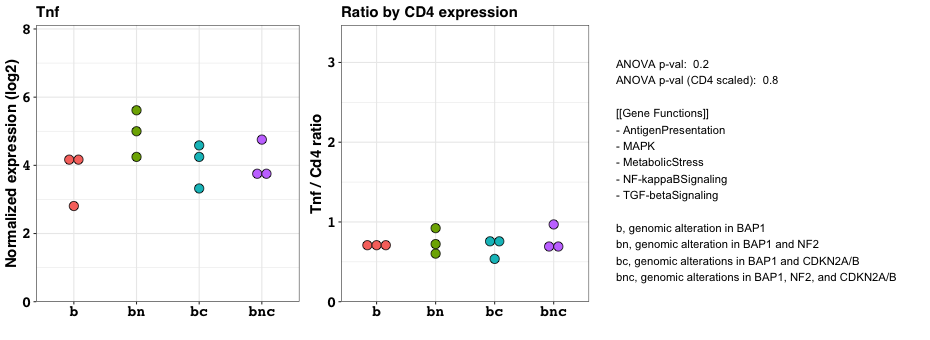 Tnf
Normalized expression (log2)
8
6
4
2
0
b
bn
bc
bnc
Ratio by CD4 expression
Tnf / Cd4 ratio
3
2
1
0
b
bn
bc
bnc
ANOVA p-val:  0.2
ANOVA p-val (CD4 scaled):  0.8
[[Gene Functions]]
- AntigenPresentation
- MAPK
- MetabolicStress
- NF-kappaBSignaling
- TGF-betaSignaling
b, genomic alteration in BAP1
bn, genomic alteration in BAP1 and NF2
bc, genomic alterations in BAP1 and CDKN2A/B
bnc, genomic alterations in BAP1, NF2, and CDKN2A/B